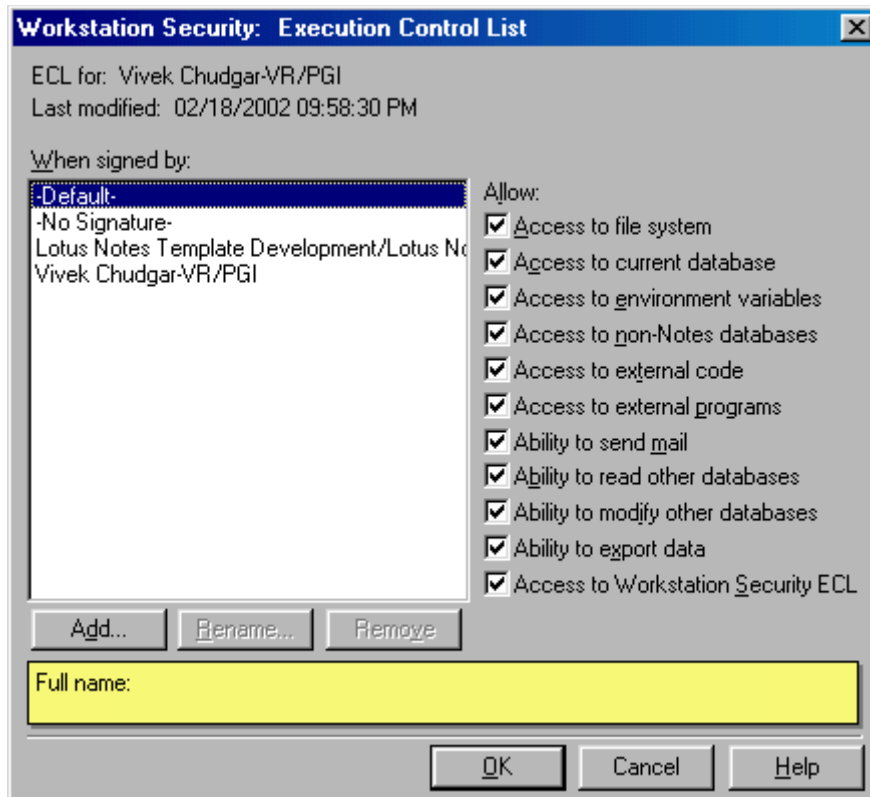 Workstation Security: Execution Control List
ECL for: Vivek Chudgar-VR/PGI
Last modified: 02/18/2002 09:58:30 PM
When signed by:
-Default-
-No Signature-
Lotus Notes Template Development/Lotus No
Vivek Chudgar-VR/PGI
Allow:
Access to file system
Access to current database
Access to environment variables
Access to non-Notes databases
Access to external code
Access to external programs
Ability to send mail
Ability to read other databases
Ability to modify other databases
Ability to export data
Access to Workstation Security ECL
Add... Rename... Remove
Full name:
OK Cancel Help